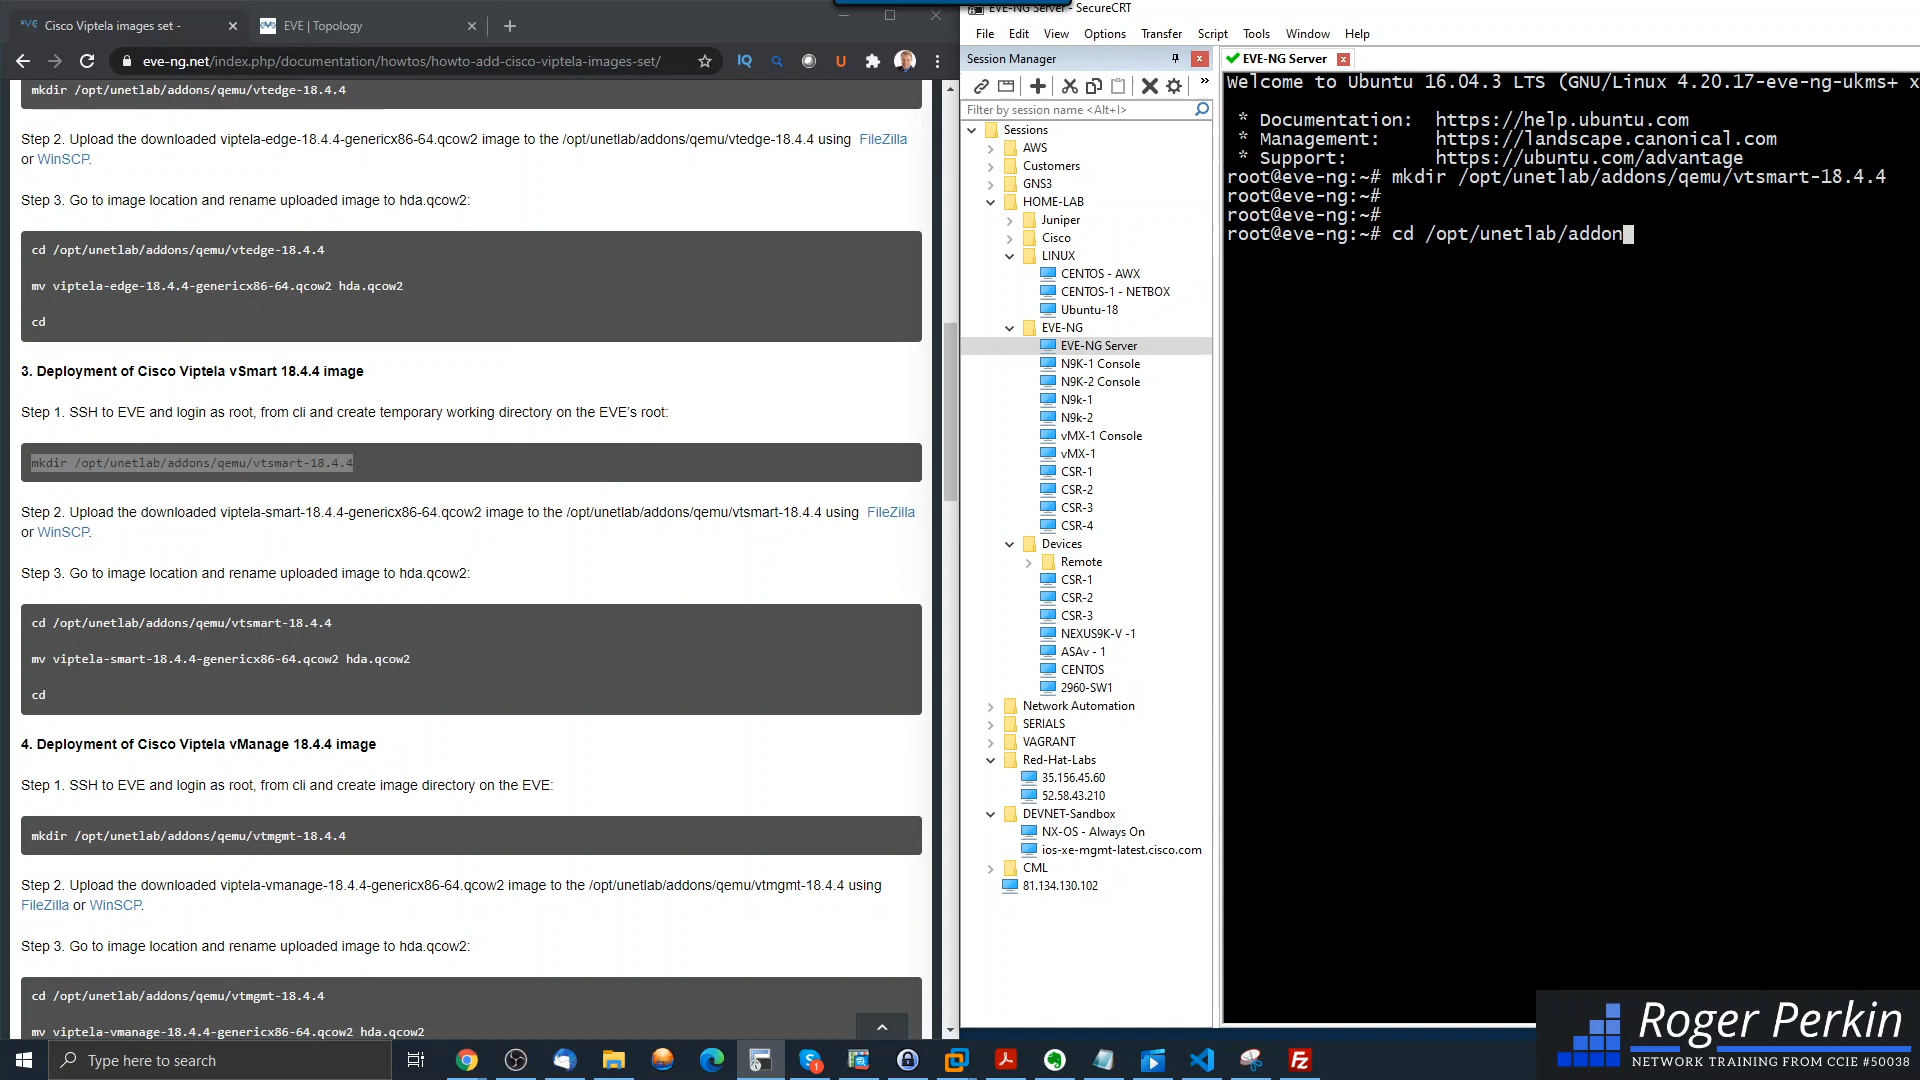 Cisco Viptela images set -
EVE | Topology
eve-ng.net/index.php/documentation/howtos/howto-add-cisco-viptela-images-set/
IQ
U
mkdir /opt/unetlab/addons/qemu/vtedge-18.4.4
Step 2. Upload the downloaded viptela-edge-18.4.4-genericx86-64.qcow2 image to the /opt/unetlab/addons/qemu/vtedge-18.4.4 using FileZilla
or WinSCP.
Step 3. Go to image location and rename uploaded image to hda.qcow2:
cd /opt/unetlab/addons/qemu/vtedge-18.4.4
mv viptela-edge-18.4.4-genericx86-64.qcow2 hda.qcow2
cd
3. Deployment of Cisco Viptela vSmart 18.4.4 image
Step 1. SSH to EVE and login as root, from cli and create temporary working directory on the EVE's root:
mkdir /opt/unetlab/addons/qemu/vtsmart-18.4.4
Step 2. Upload the downloaded viptela-smart-18.4.4-genericx86-64.qcow2 image to the /opt/unetlab/addons/qemu/vtsmart-18.4.4 using FileZilla
or WinSCP.
Step 3. Go to image location and rename uploaded image to hda.qcow2:
cd /opt/unetlab/addons/qemu/vtsmart-18.4.4
mv viptela-smart-18.4.4-genericx86-64.qcow2 hda.qcow2
cd
4. Deployment of Cisco Viptela vManage 18.4.4 image
Step 1. SSH to EVE and login as root, from cli and create image directory on the EVE:
mkdir /opt/unetlab/addons/qemu/vtmgmt-18.4.4
Step 2. Upload the downloaded viptela-vmanage-18.4.4-genericx86-64.qcow2 image to the /opt/unetlab/addons/qemu/vtmgmt-18.4.4 using
FileZilla or WinSCP.
Step 3. Go to image location and rename uploaded image to hda.qcow2:
cd /opt/unetlab/addons/qemu/vtmgmt-18.4.4
mv viptela-vmanage-18.4.4-genericx86-64.qcow2 hda.qcow2
EVE-NG Server - SecureCRT
File Edit View Options Transfer Script Tools Window Help
Session Manager
Filter by session name <Alt+I>
Sessions
AWS
Customers
GNS3
HOME-LAB
Juniper
Cisco
LINUX
CENTOS - AWX
CENTOS-1 - NETBOX
Ubuntu-18
EVE-NG
EVE-NG Server
N9K-1 Console
N9K-2 Console
N9k-1
N9k-2
vMX-1 Console
vMX-1
CSR-1
CSR-2
CSR-3
CSR-4
Devices
Remote
CSR-1
CSR-2
CSR-3
NEXUS9K-V -1
ASAv - 1
CENTOS
2960-SW1
Network Automation
SERIALS
VAGRANT
Red-Hat-Labs
35.156.45.60
52.58.43.210
DEVNET-Sandbox
NX-OS - Always On
ios-xe-mgmt-latest.cisco.com
CML
81.134.130.102
EVE-NG Server
Welcome to Ubuntu 16.04.3 LTS (GNU/Linux 4.20.17-eve-ng-ukms+ x
* Documentation: https://help.ubuntu.com
* Management: https://landscape.canonical.com
* Support: https://ubuntu.com/advantage
root@eve-ng:~# mkdir /opt/unetlab/addons/qemu/vtsmart-18.4.4
root@eve-ng:~#
root@eve-ng:~#
root@eve-ng:~# cd /opt/unetlab/addon
Roger Perkin
NETWORK TRAINING FROM CCIE #50038
Type here to search